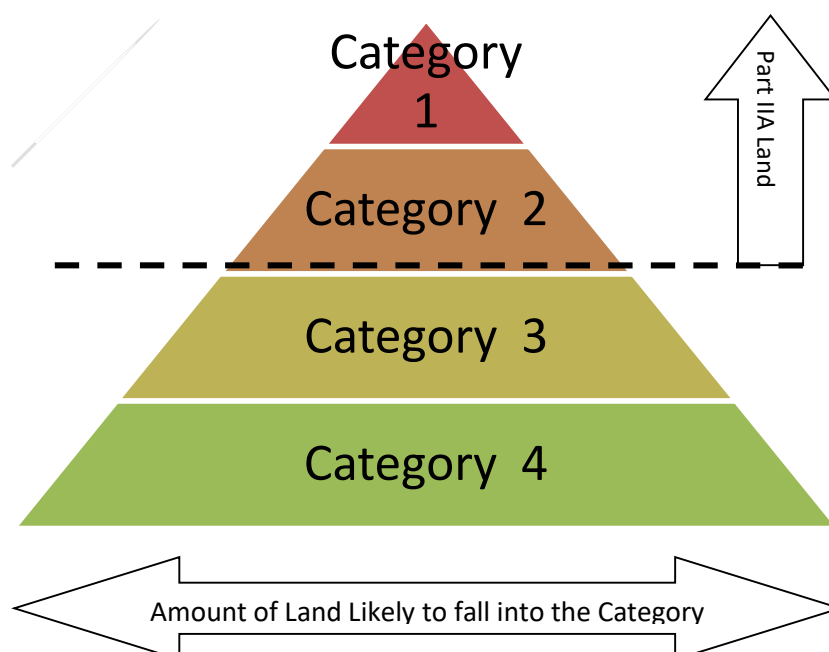 Category
1
Part IIA Land
Category 2
Category 3
Category 4
Amount of Land Likely to fall into the Category